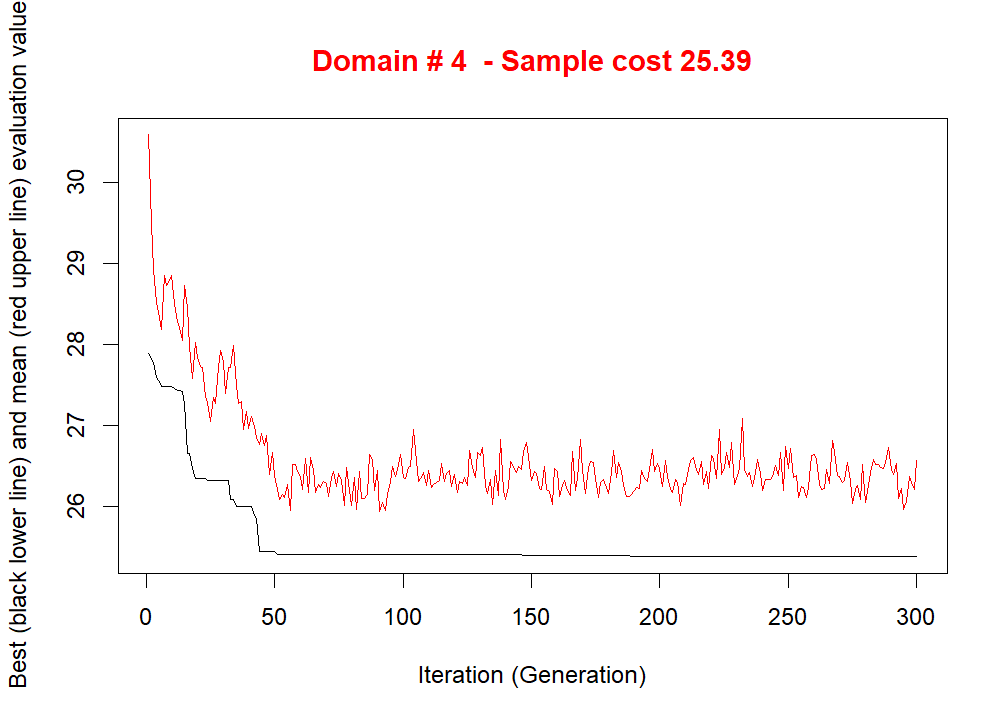 Domain # 4  - Sample cost 25.39
Best (black lower line) and mean (red upper line) evaluation value
30
29
28
27
26
0 50 100 150 200 250 300
Iteration (Generation)